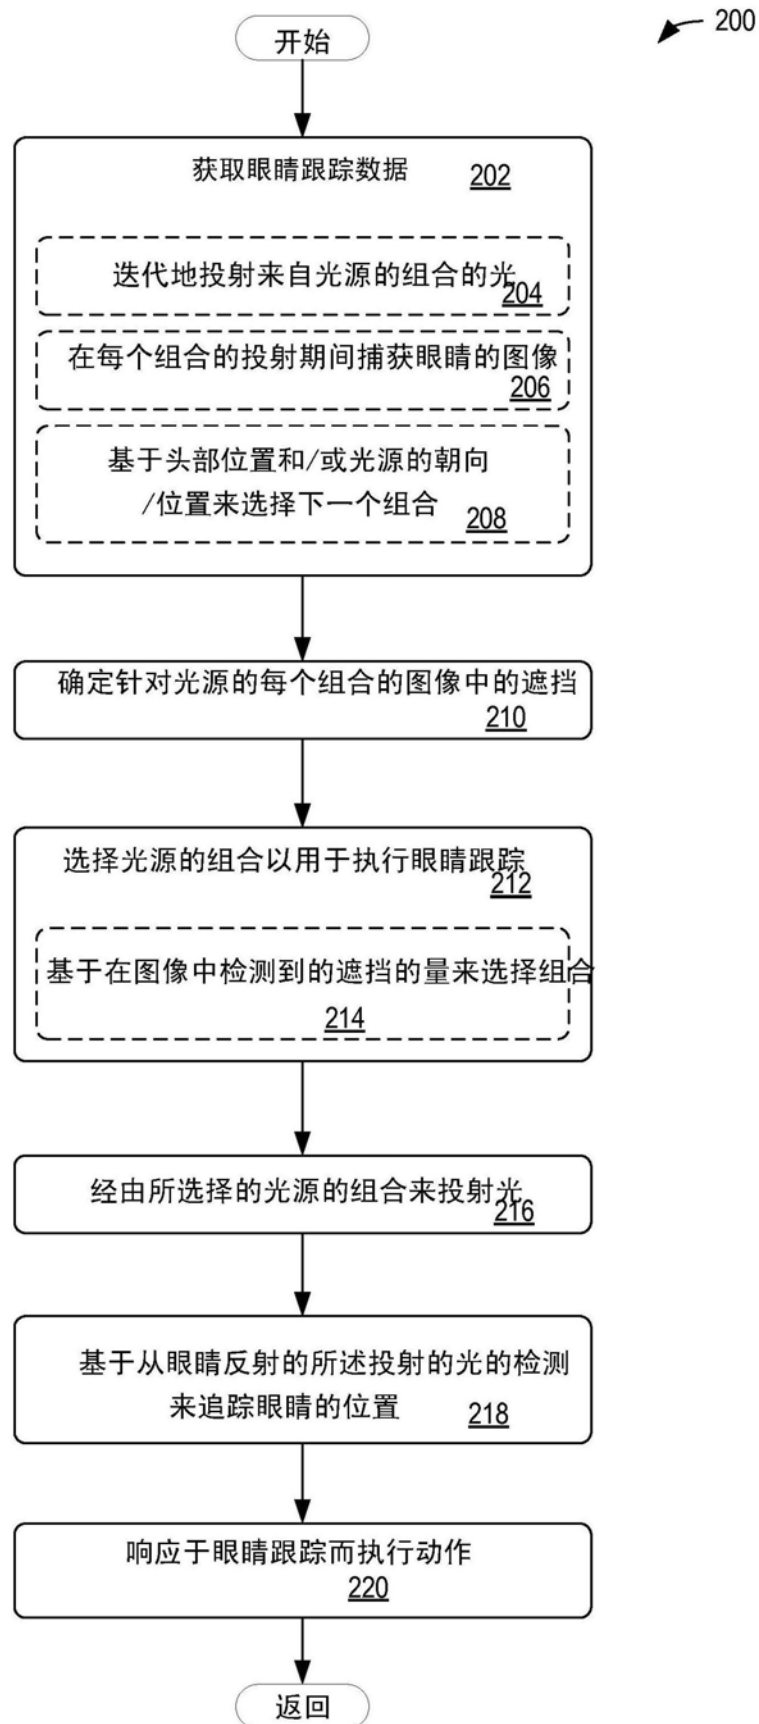 200
开始
获取眼睛跟踪数据 202
迭代地投射来自光源的组合的光 204
在每个组合的投射期间捕获眼睛的图像
206
基于头部位置和/或光源的朝向
/位置来选择下一个组合 208
确定针对光源的每个组合的图像中的遮挡
210
选择光源的组合以用于执行眼睛跟踪
212
基于在图像中检测到的遮挡的量来选择组合
214
经由所选择的光源的组合来投射光
216
基于从眼睛反射的所述投射的光的检测
来追踪眼睛的位置 218
响应于眼睛跟踪而执行动作
220
返回